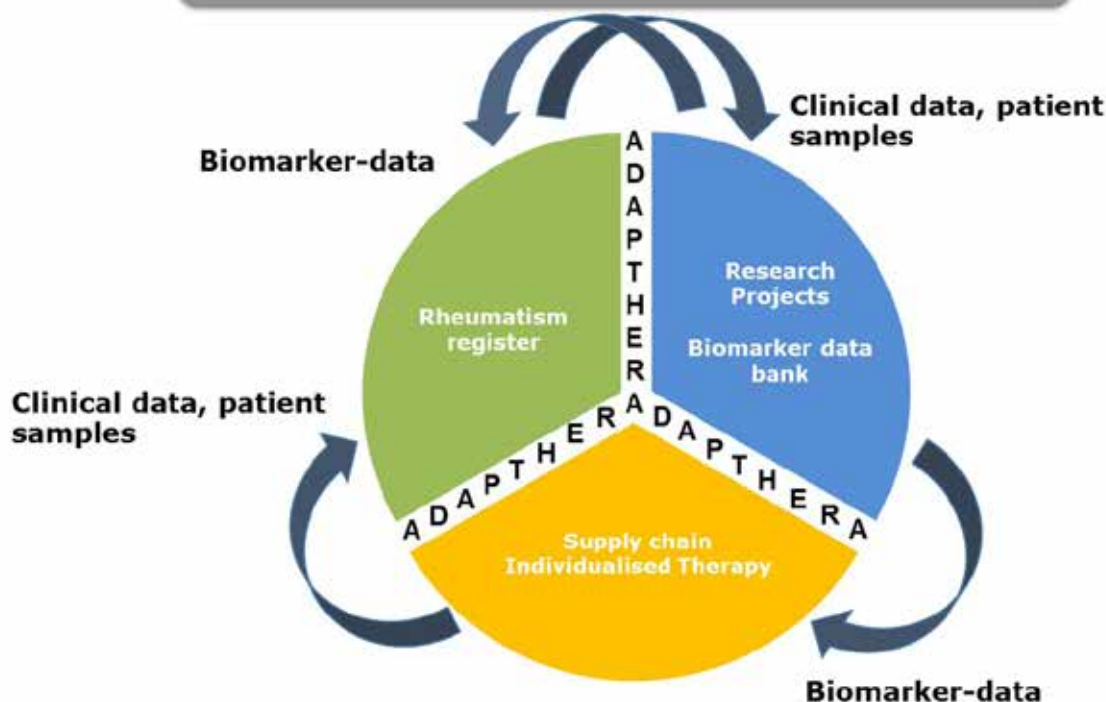 Clinical data, patient
samples
Biomarker-data
ADAPTHERA
Research
Projects
Biomarker data
bank
Rheumatism
register
Clinical data, patient
samples
ADAPTHERA
ADAPTHERA
Supply chain
Individualised Therapy
Biomarker-data